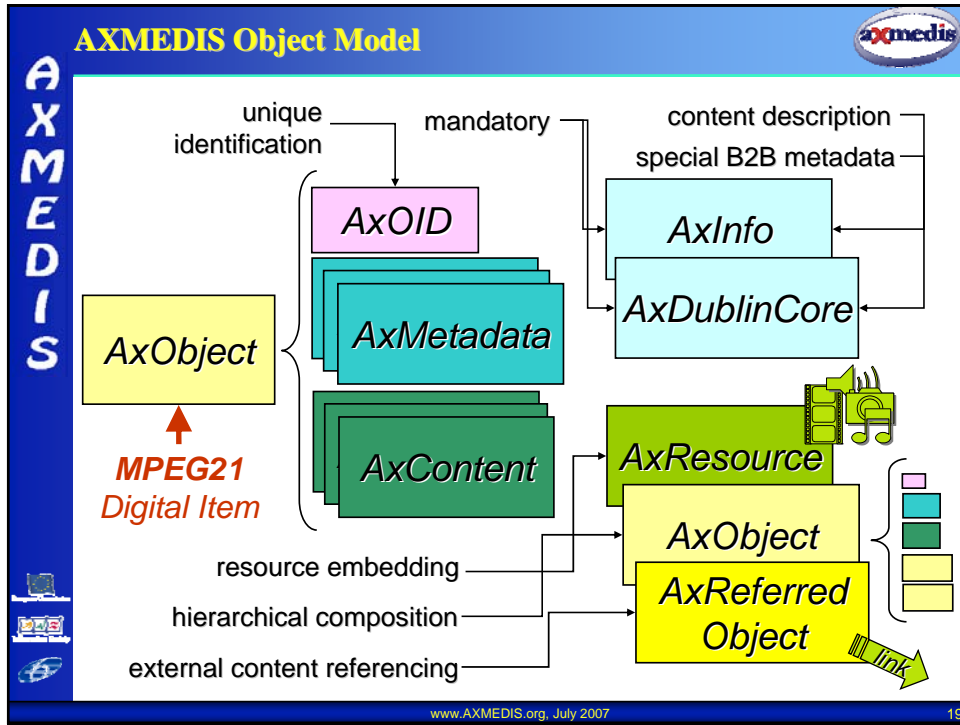 AXMEDIS Object Model
axmedis
AXMEDIS
unique
identification
mandatory
content description
special B2B metadata
AxOID
AxInfo
AxMetadata
AxDublinCore
AxObject
AxContent
MPEG21
Digital Item
AxResource
AxObject
AxReferred
Object
resource embedding
hierarchical composition
external content referencing
link
www.AXMEDIS.org, July 2007
19